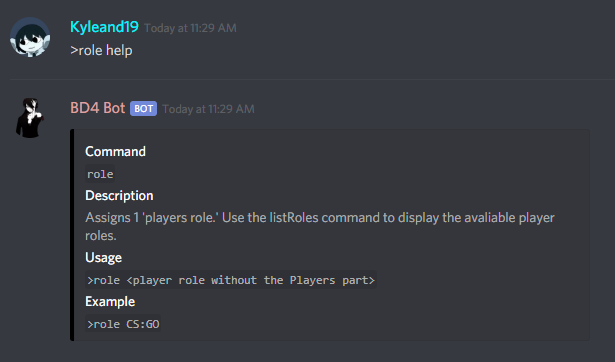 Kyleand19 Today at 11:29 AM
>role help
BD4 Bot BOT Today at 11:29 AM
Command
role
Description
Assigns 1 'players role.' Use the listRoles command to display the avaliable player
roles.
Usage
>role <player role without the Players part>
Example
>role CS:GO